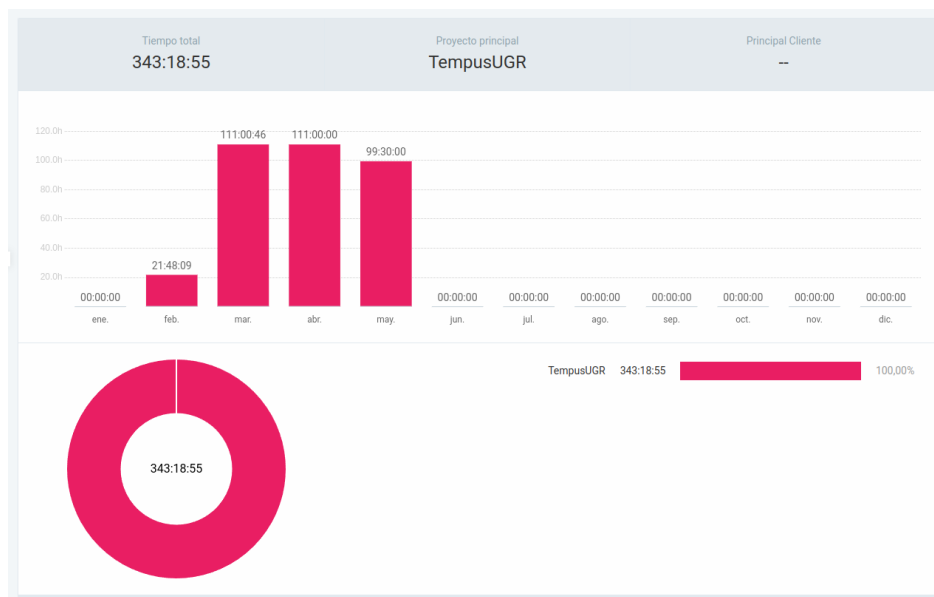 Tiempo total Proyecto principal Principal Cliente
343:18:55 TempusUGR --
120.0h
111:00:46 111:00:00
99:30:00
100.0h
80.0h
60.0h
40.0h
21:48:09
20.0h
00:00:00 00:00:00 00:00:00 00:00:00 00:00:00 00:00:00 00:00:00 00:00:00
ene. feb. mar. abr. may. jun. jul. ago. sep. oct. nov. dic.
TempusUGR 343:18:55 100,00%
343:18:55